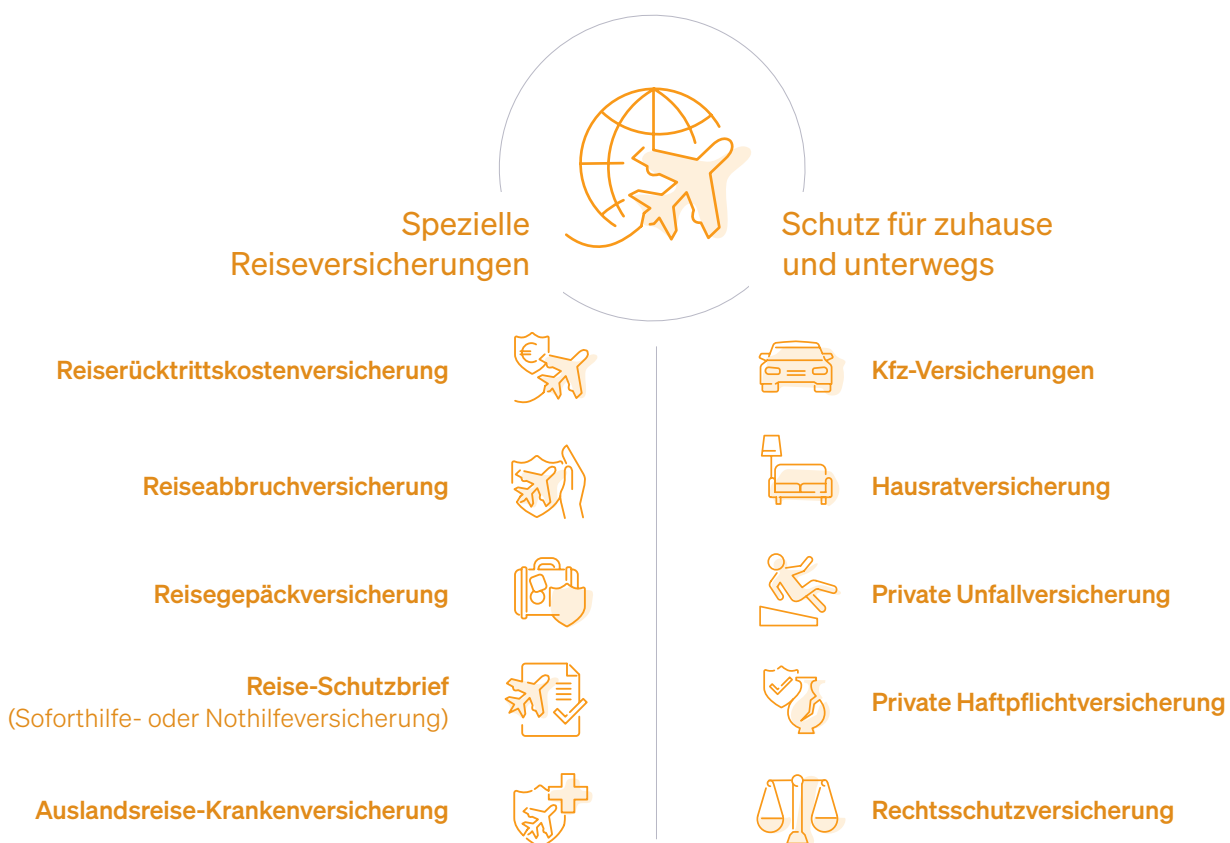 Spezielle
Reiseversicherungen
Schutz für zuhause
und unterwegs
Reiserücktrittskostenversicherung
Reiseabbruchversicherung
Reisegepäckversicherung
Reise-Schutzbrief
(Soforthilfe- oder Nothilfeversicherung)
Auslandsreise-Krankenversicherung
Kfz-Versicherungen
Hausratversicherung
Private Unfallversicherung
Private Haftpflichtversicherung
Rechtsschutzversicherung